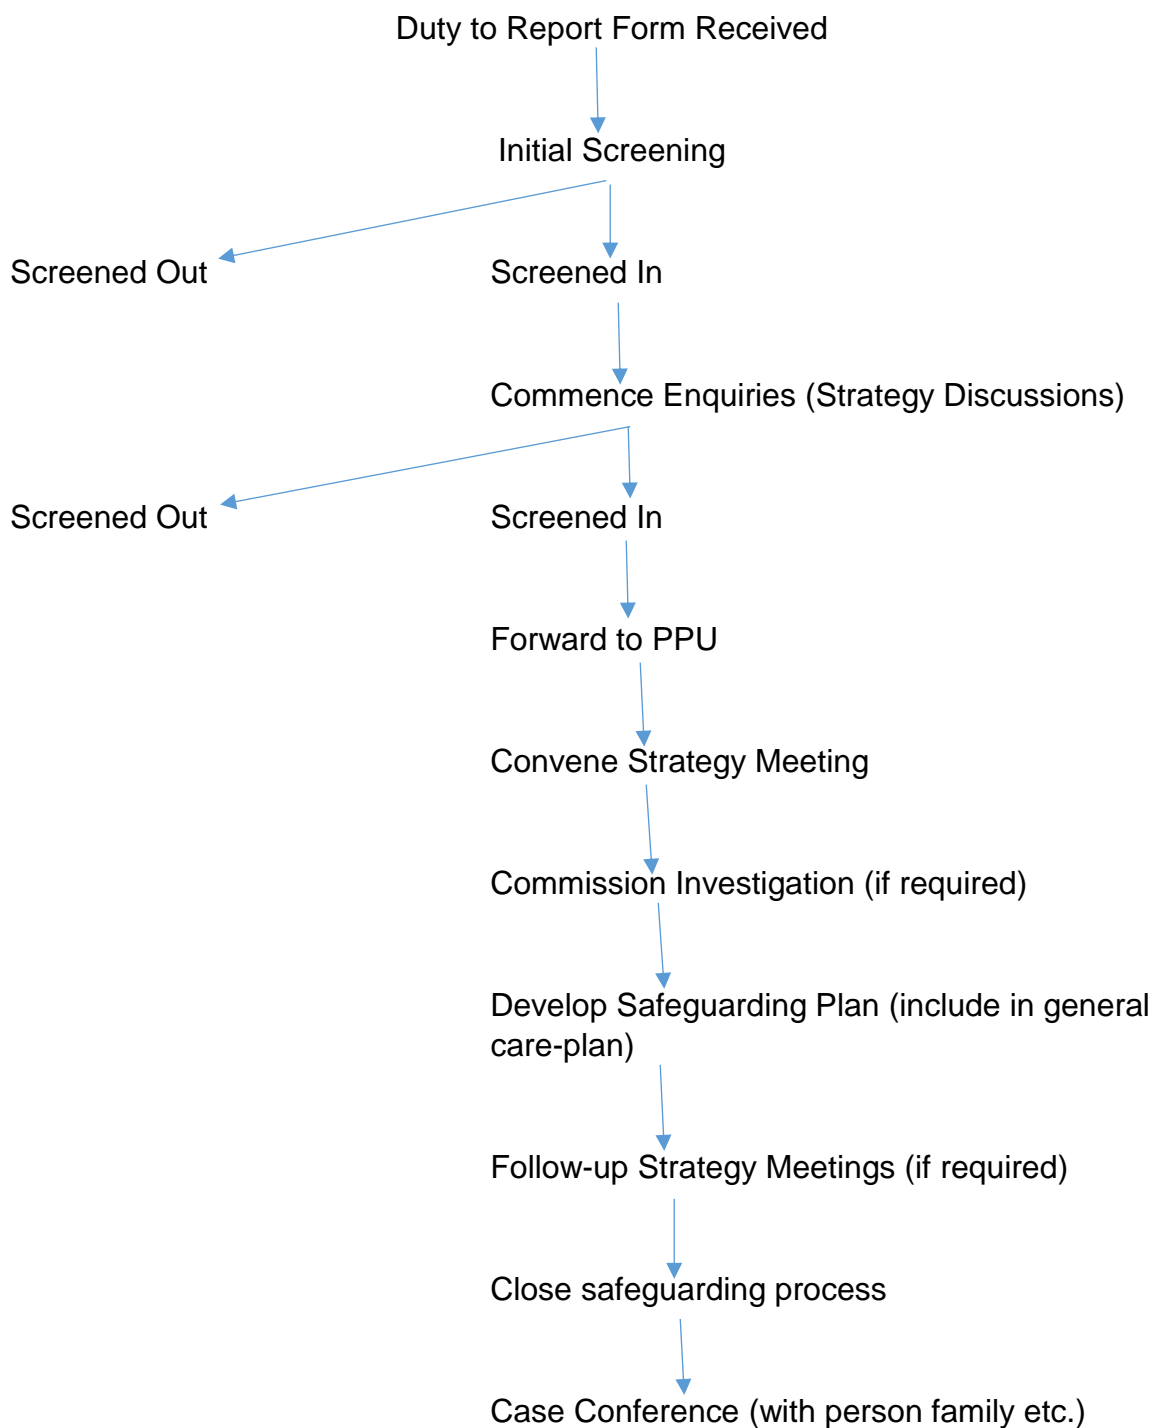 Duty to Report Form Received
Initial Screening
Screened Out
Screened In
Commence Enquiries (Strategy Discussions)
Screened Out
Screened In
Forward to PPU
Convene Strategy Meeting
Commission Investigation (if required)
Develop Safeguarding Plan (include in general
care-plan)
Follow-up Strategy Meetings (if required)
Close safeguarding process
Case Conference (with person family etc.)